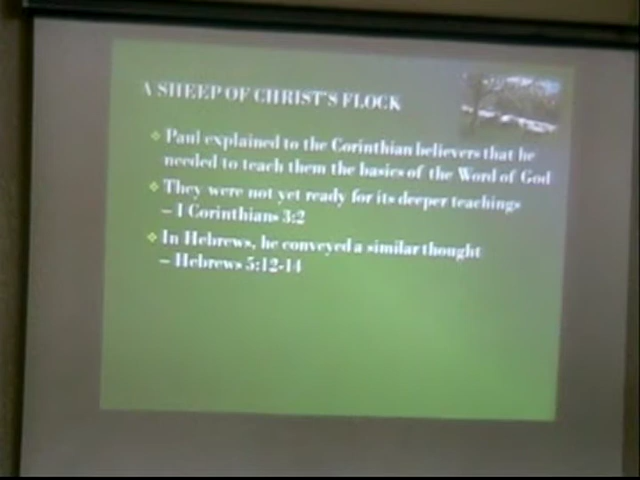 A SHEEP OF CHRIST'S FLOCK
Paul explained to the Corinthian believers that he
needed to teach them the basics of the Word of God
They were not yet ready for its deeper teachings
– I Corinthians 3:2
In Hebrews, he conveyed a similar thought
– Hebrews 5:12-14